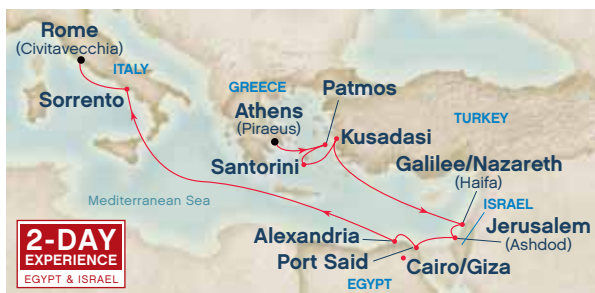 Rome
(Civitavecchia)
ITALY
Sorrento
GREECE
Athens
(Piraeus)
Patmos
Kusadasi
TURKEY
Santorini
Galilee/Nazareth
(Haifa)
Mediterranean Sea
ISRAEL
Jerusalem
(Ashdod)
Alexandria
Port Said
Cairo/Giza
EGYPT
2-DAY
EXPERIENCE
EGYPT & ISRAEL